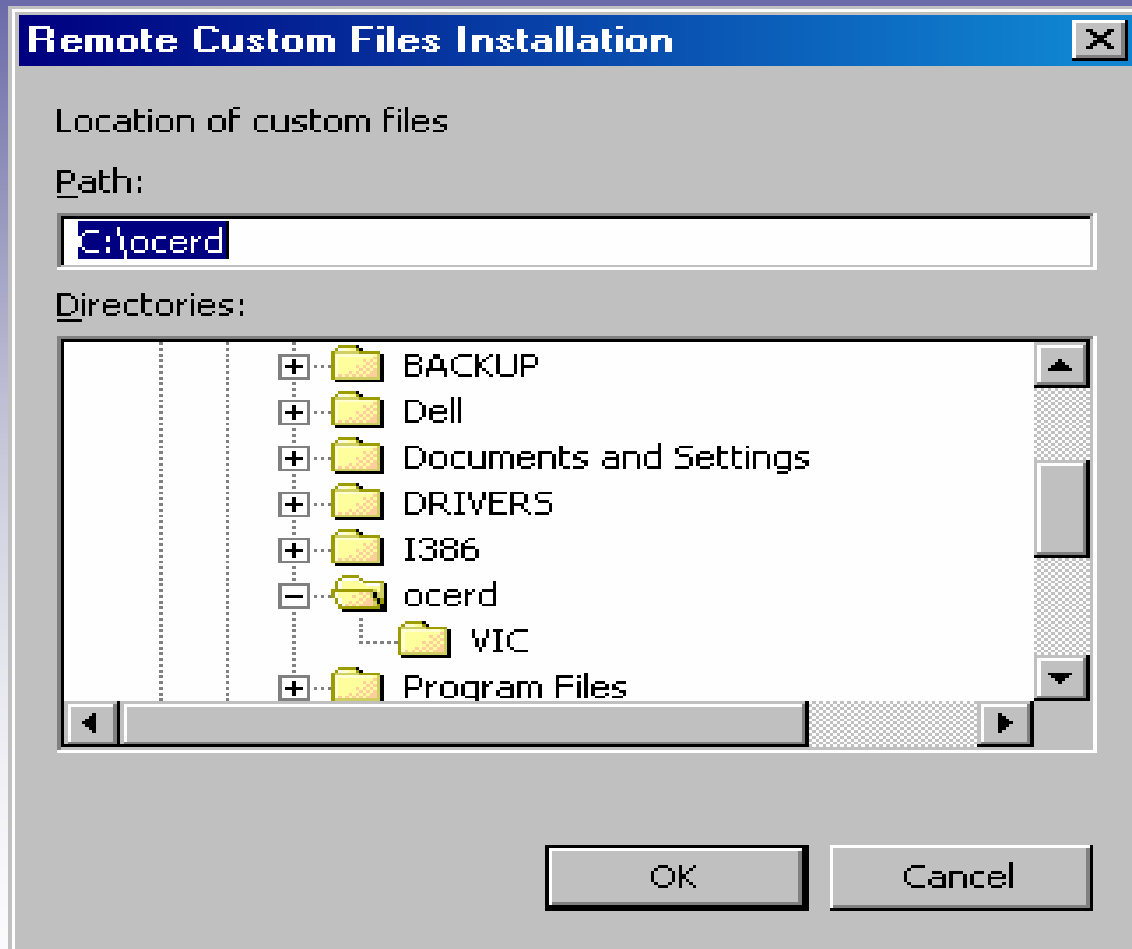 Remote Custom Files Installation
Location of custom files
Path:
C:\ocerd
Directories:
BACKUP
Dell
Documents and Settings
DRIVERS
I386
ocerd
VIC
Program Files
OK Cancel